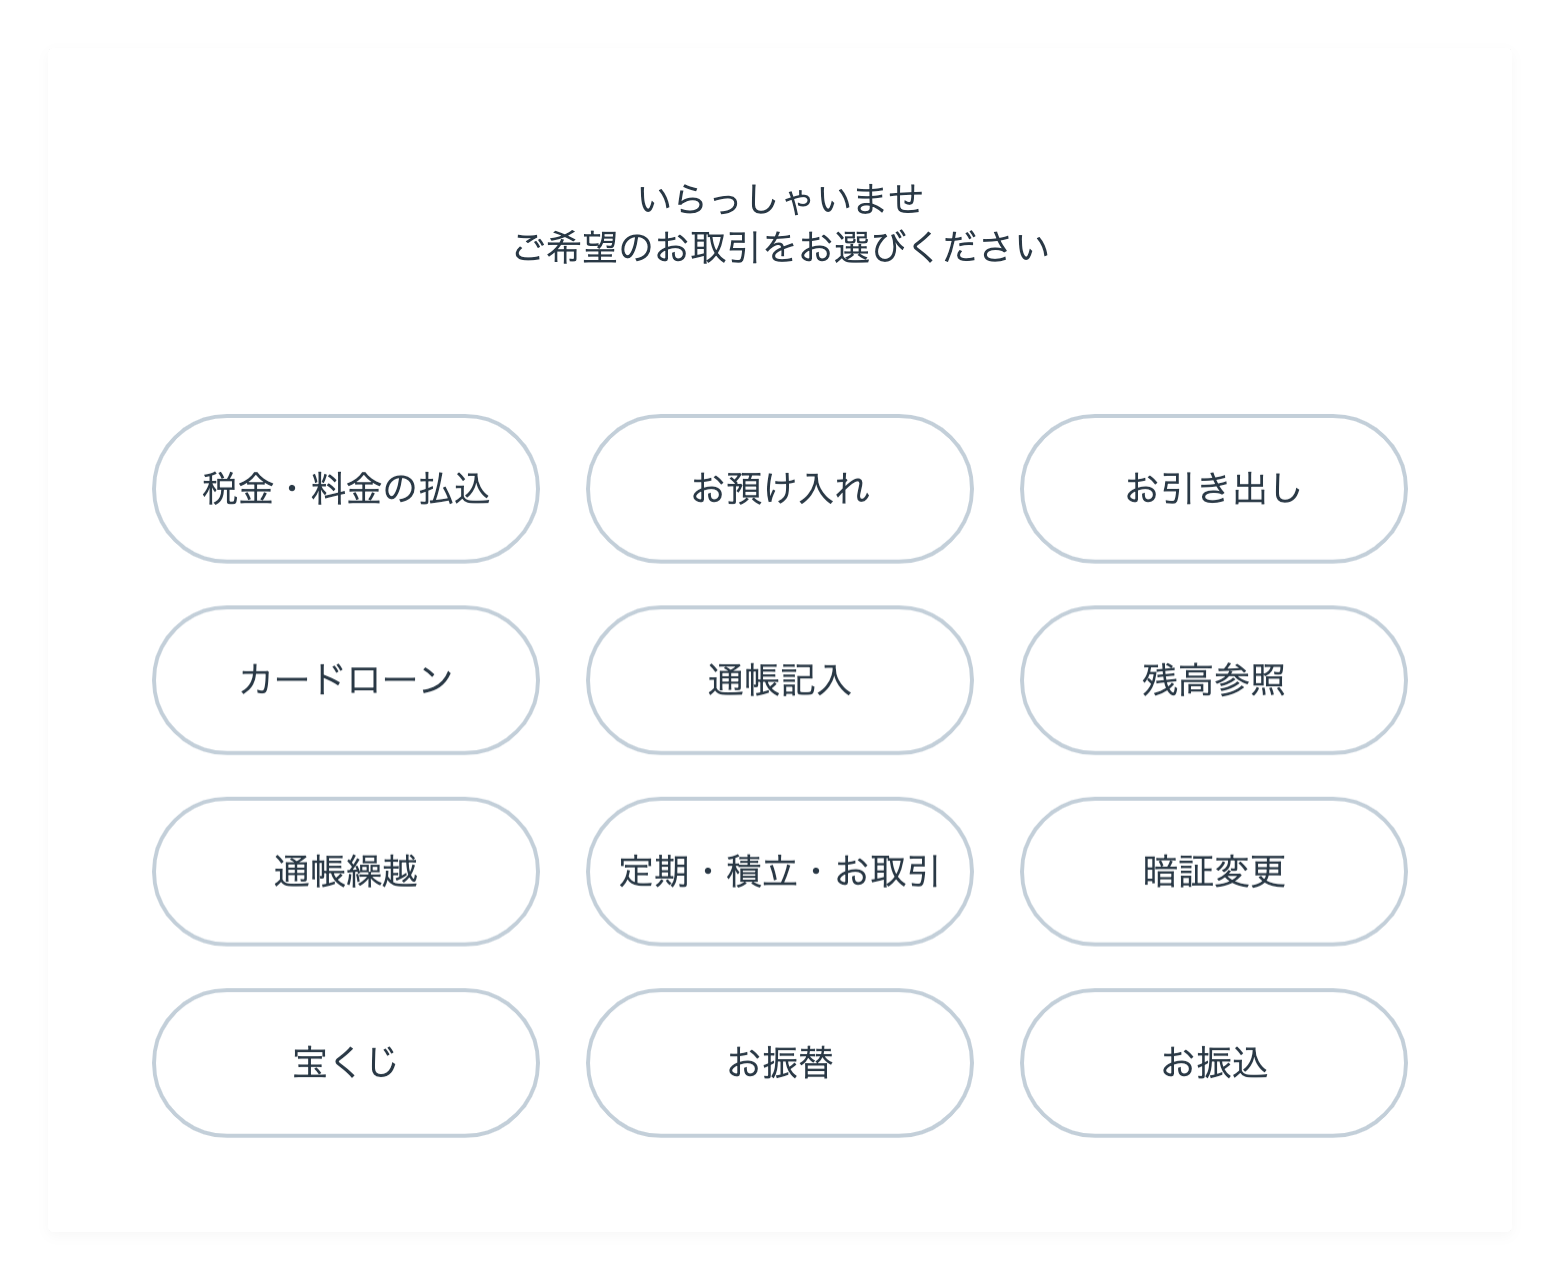 いらっしゃいませ
ご希望のお取引をお選びください
税金・料金の払込
お預け入れ
お引き出し
カードローン
通帳記入
残高参照
通帳繰越
定期・積立・お取引
暗証変更
宝くじ
お振替
お振込